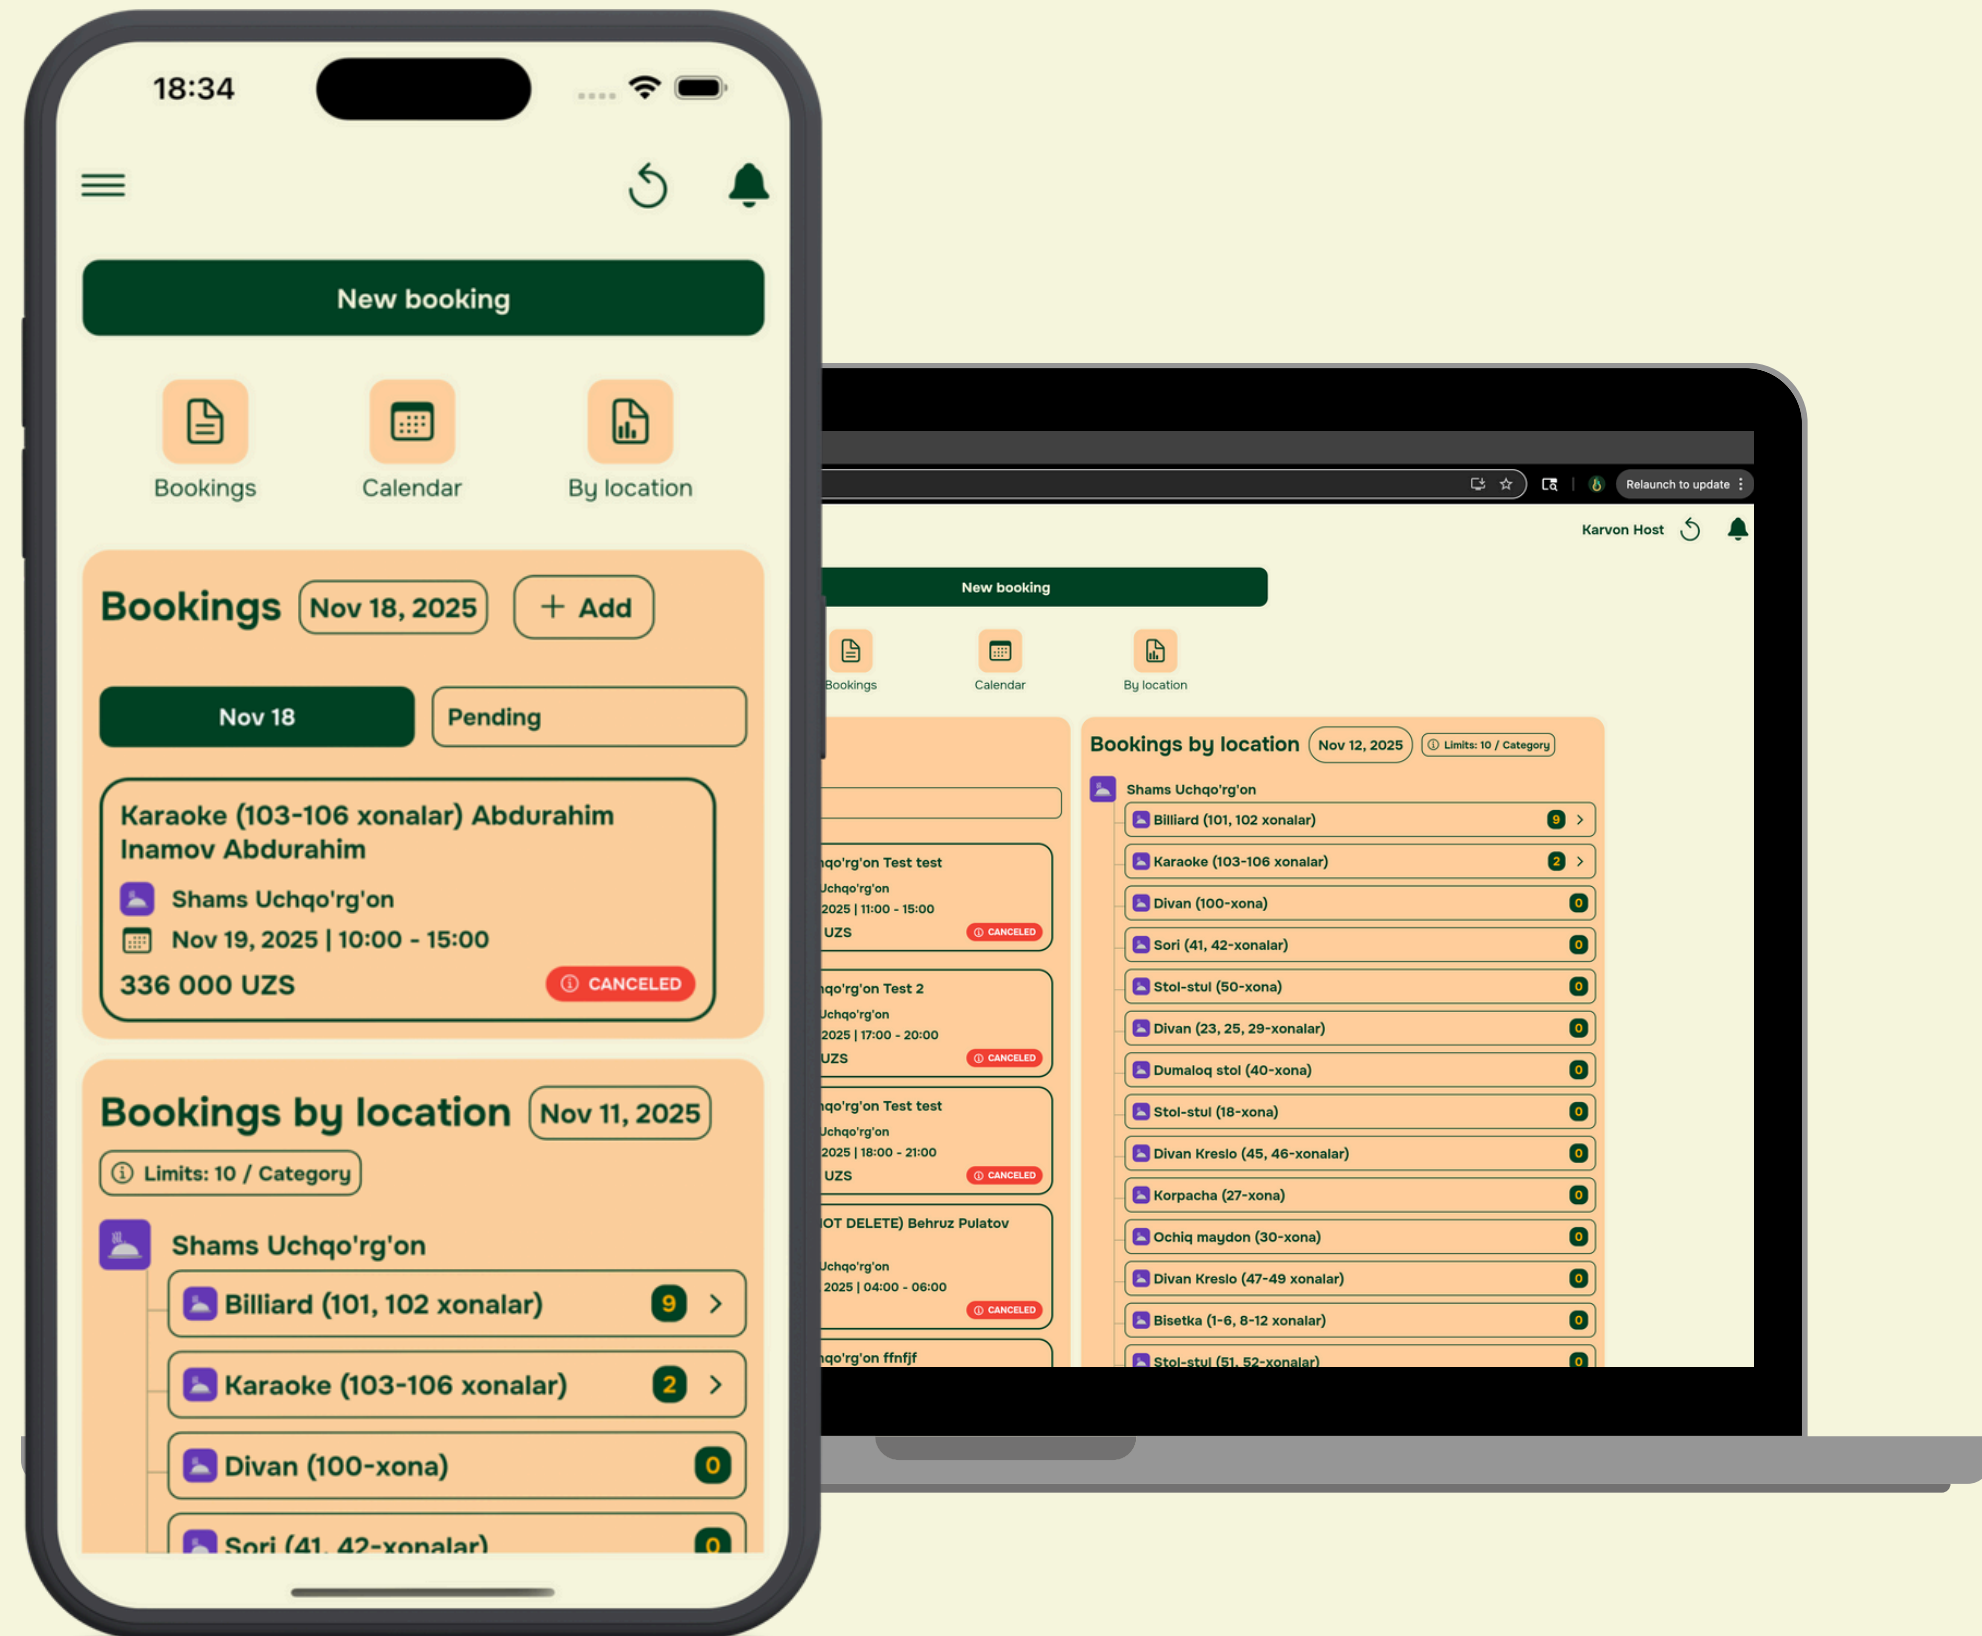 18:34
New booking
Bookings
Calendar
By location
Bookings
Nov 18, 2025
+ Add
Nov 18
Pending
Karaoke (103-106 xonalar) Abdurahim
Inamov Abdurahim
Shams Uchqo'rg'on
Nov 19, 2025 | 10:00 - 15:00
336 000 UZS
CANCELED
Bookings by location
Nov 11, 2025
Limits: 10 / Category
Shams Uchqo'rg'on
Billiard (101, 102 xonalar)
9
Karaoke (103-106 xonalar)
2
Divan (100-xona)
0
Sori (41, 42-xonalar)
0
Relaunch to update
Karvon Host
New booking
Bookings
Calendar
By location
qo'rg'on Test test
Uchqo'rg'on
2025 | 11:00 - 15:00
UZS
CANCELED
qo'rg'on Test 2
Uchqo'rg'on
2025 | 17:00 - 20:00
UZS
CANCELED
qo'rg'on Test test
Uchqo'rg'on
2025 | 18:00 - 21:00
UZS
CANCELED
OT DELETE) Behruz Pulatov
Uchqo'rg'on
2025 | 04:00 - 06:00
CANCELED
qo'rg'on ffnfjf
Bookings by location
Nov 12, 2025
Limits: 10 / Category
Shams Uchqo'rg'on
Billiard (101, 102 xonalar)
9
Karaoke (103-106 xonalar)
2
Divan (100-xona)
0
Sori (41, 42-xonalar)
0
Stol-stul (50-xona)
0
Divan (23, 25, 29-xonalar)
0
Dumaloq stol (40-xona)
0
Stol-stul (18-xona)
0
Divan Kreslo (45, 46-xonalar)
0
Korpacha (27-xona)
0
Ochiq maydon (30-xona)
0
Divan Kreslo (47-49 xonalar)
0
Bisetka (1-6, 8-12 xonalar)
0
Stol-stul (51, 52-xonalar)
0